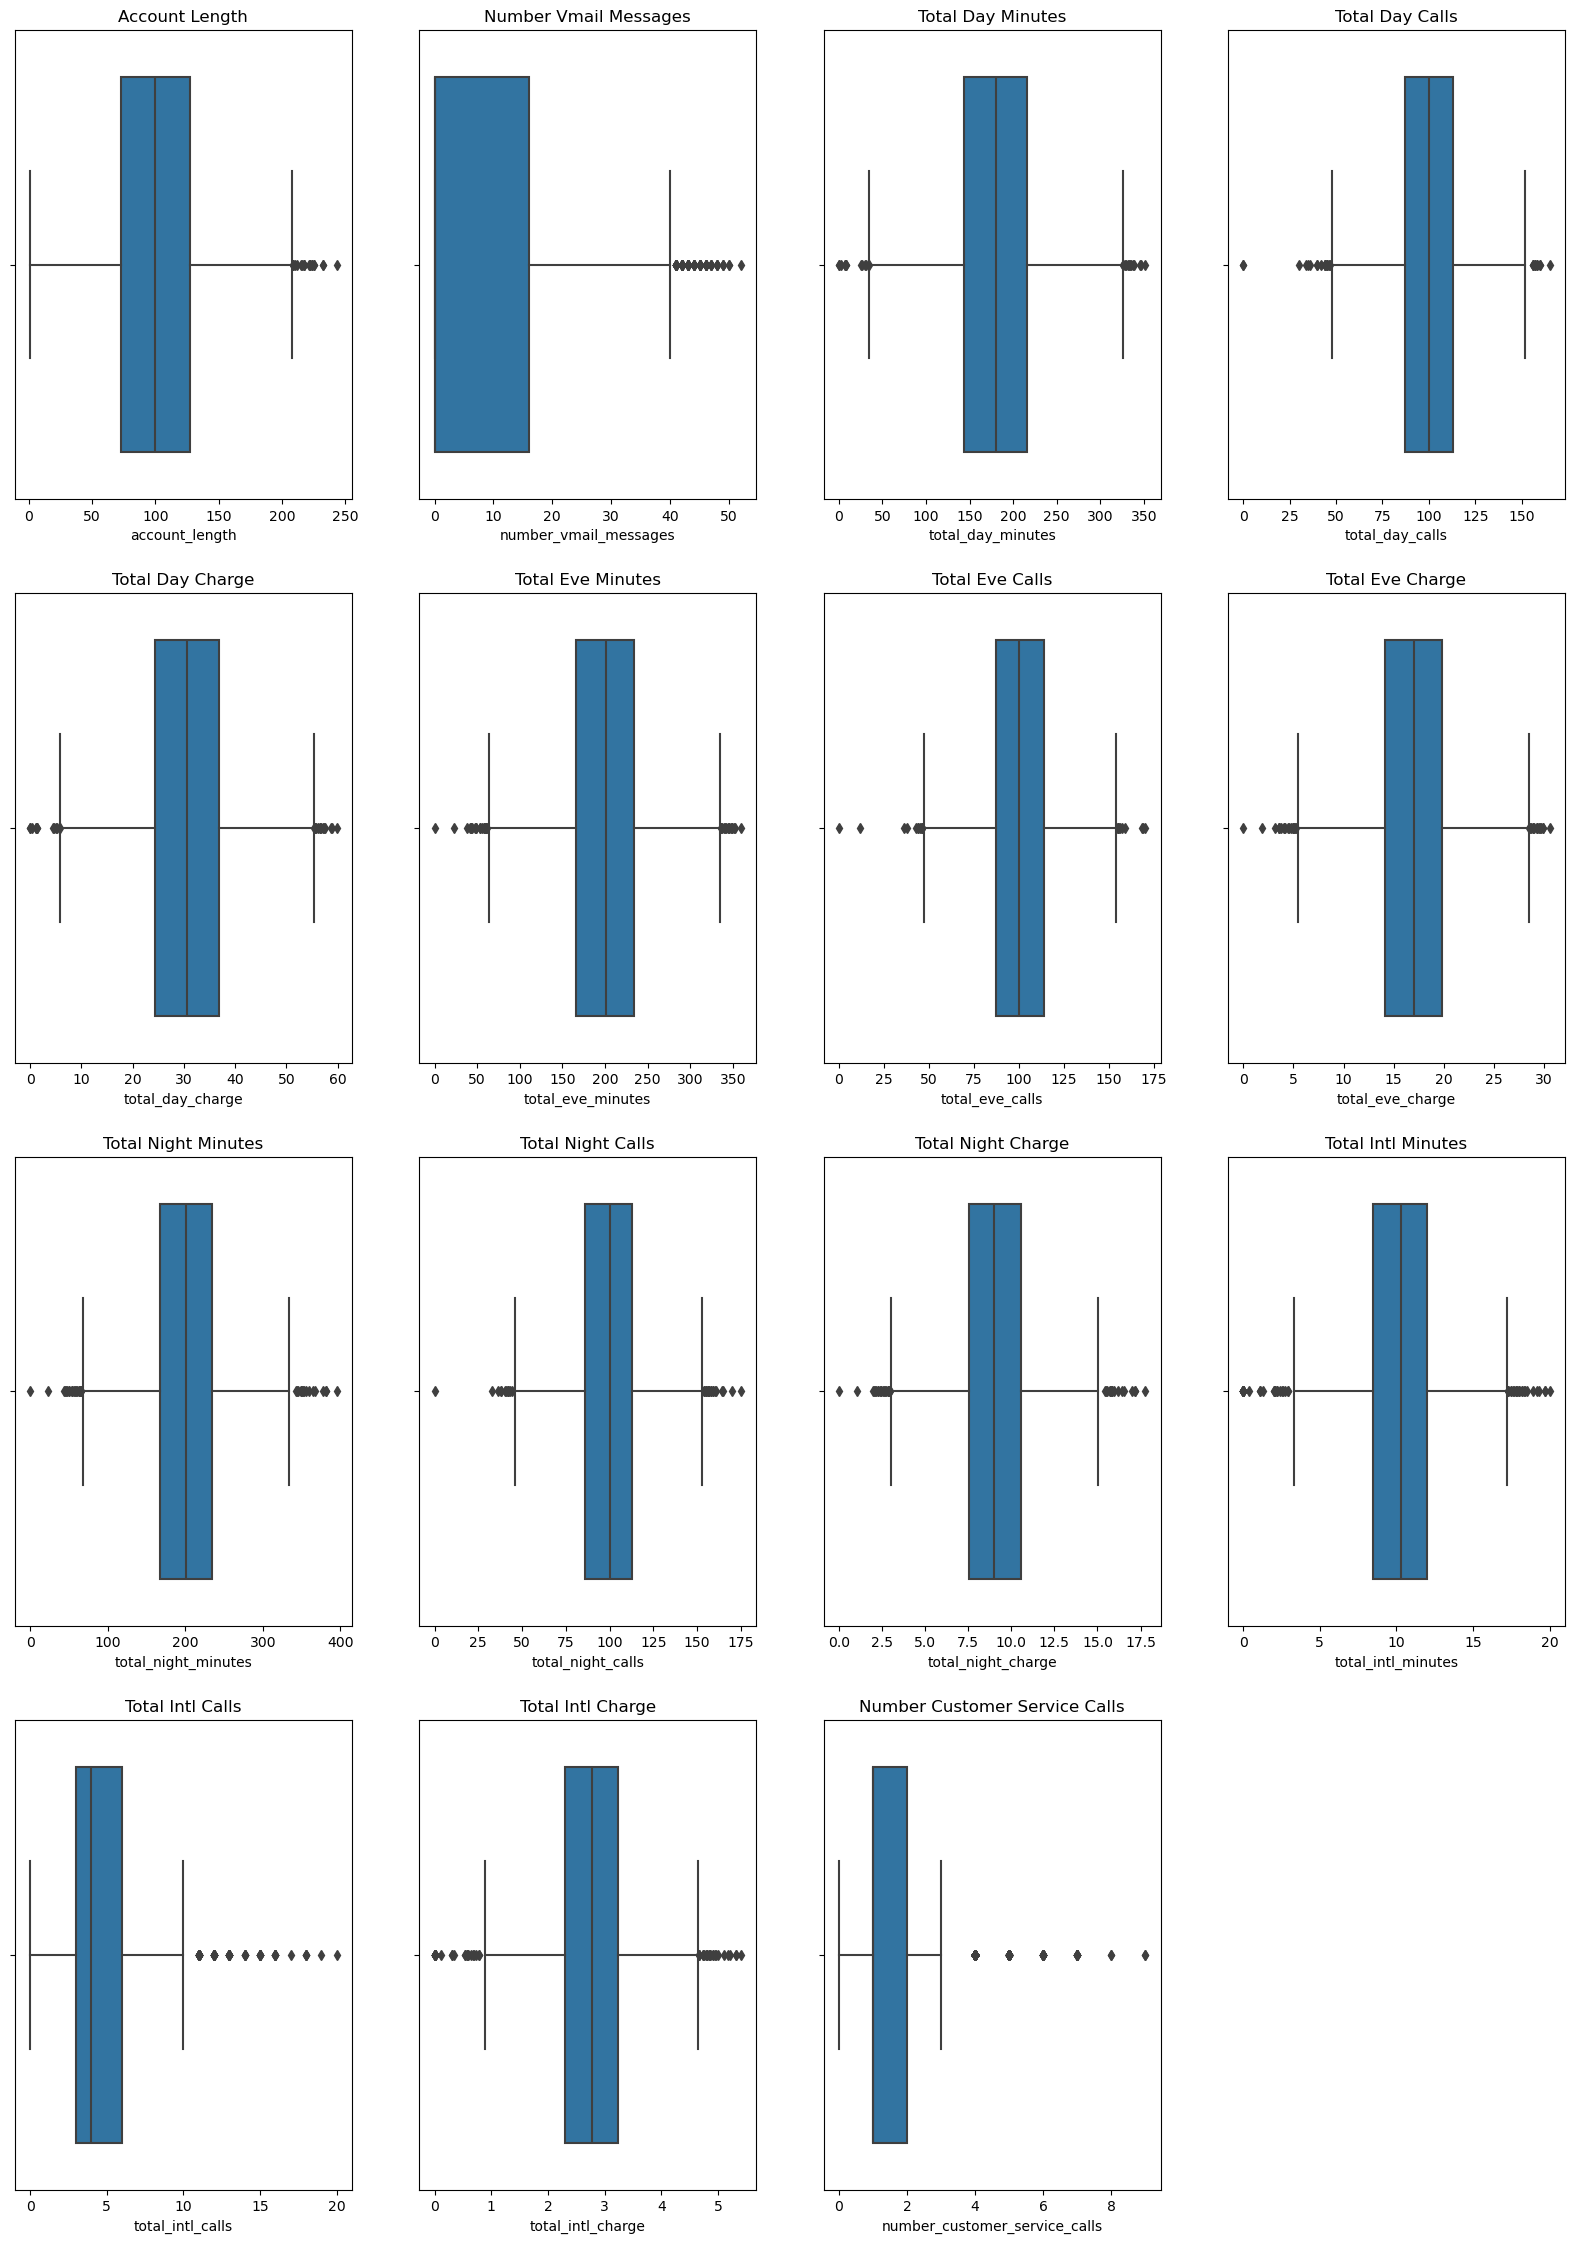 Account Length
Number Vmail Messages
Total Day Minutes
Total Day Calls
0 50 100 150 200 250
0 10 20 30 40 50
0 50 100 150 200 250 300 350
0 25 50 75 100 125 150
account_length
number_vmail_messages
total_day_minutes
total_day_calls
Total Day Charge
Total Eve Minutes
Total Eve Calls
Total Eve Charge
0 10 20 30 40 50 60
0 50 100 150 200 250 300 350
0 25 50 75 100 125 150 175
0 5 10 15 20 25 30
total_day_charge
total_eve_minutes
total_eve_calls
total_eve_charge
Total Night Minutes
Total Night Calls
Total Night Charge
Total Intl Minutes
0 100 200 300 400
0 25 50 75 100 125 150 175
0.0 2.5 5.0 7.5 10.0 12.5 15.0 17.5
0 5 10 15 20
total_night_minutes
total_night_calls
total_night_charge
total_intl_minutes
Total Intl Calls
Total Intl Charge
Number Customer Service Calls
0 5 10 15 20
0 1 2 3 4 5
0 2 4 6 8
total_intl_calls
total_intl_charge
number_customer_service_calls